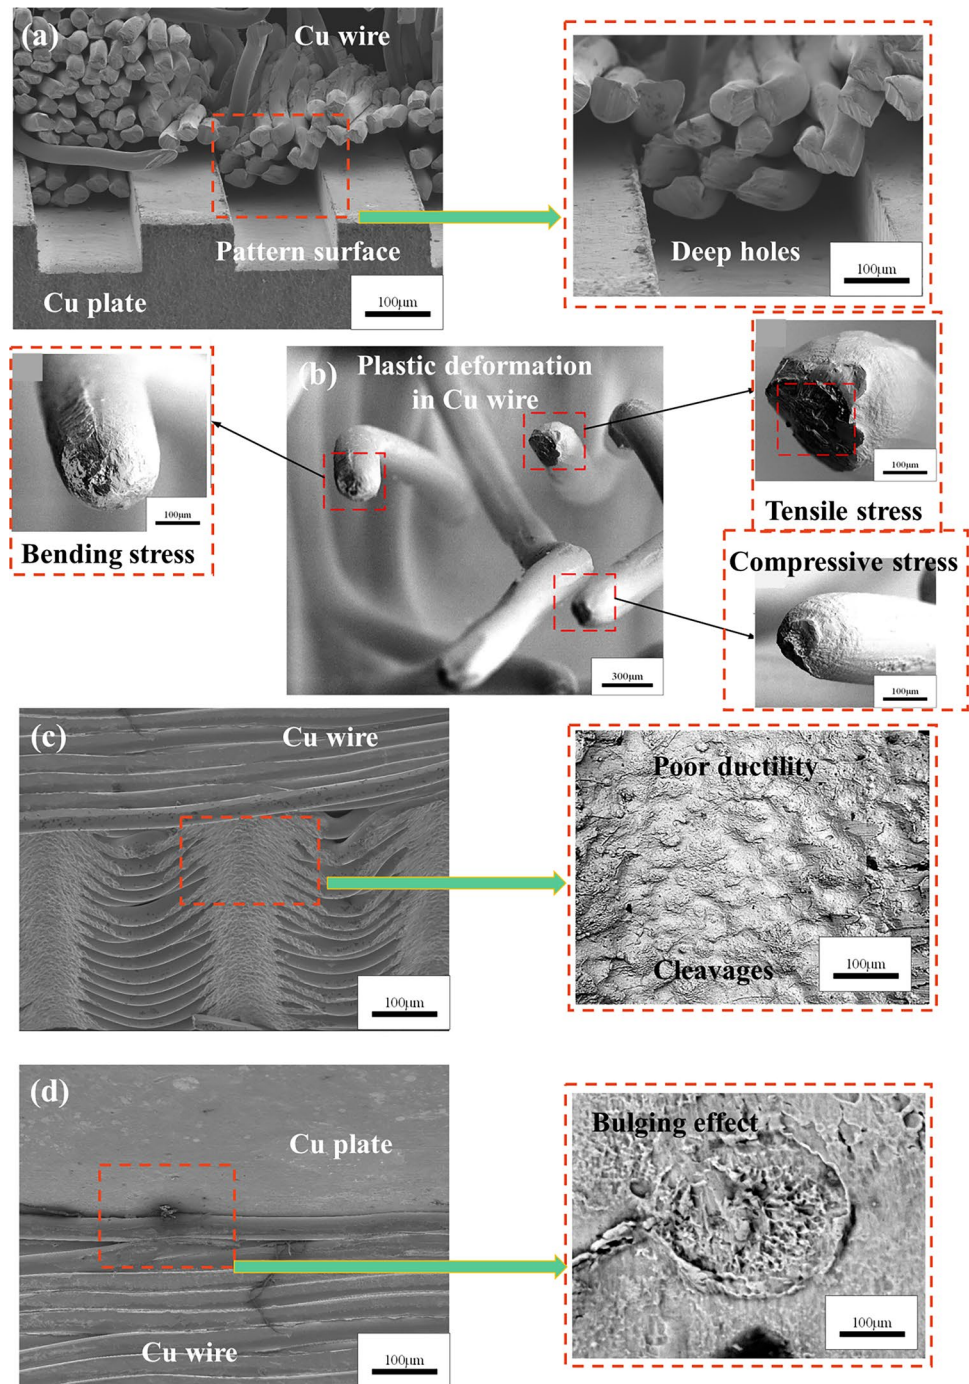 (a)
Cu wire
Pattern surface
Cu plate
100μm
Deep holes
100μm
100μm
Bending stress
(b)
Plastic deformation
in Cu wire
300μm
100μm
Tensile stress
Compressive stress
100μm
(c)
Cu wire
100μm
Poor ductility
Cleavages
100μm
(d)
Cu plate
Cu wire
100μm
Bulging effect
100μm